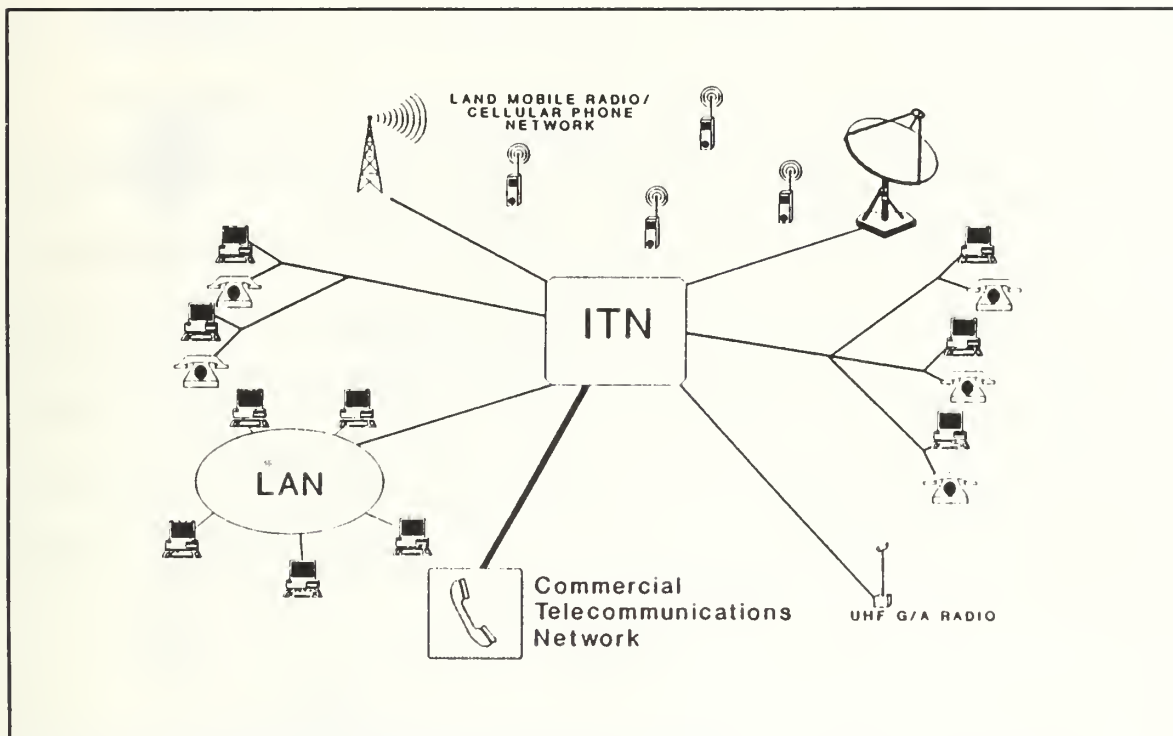 LAND MOBILE RADIO/
CELLULAR PHONE
NETWORK
ITN
LAN
Commercial
Telecommunications
Network
UHF G/A RADIO